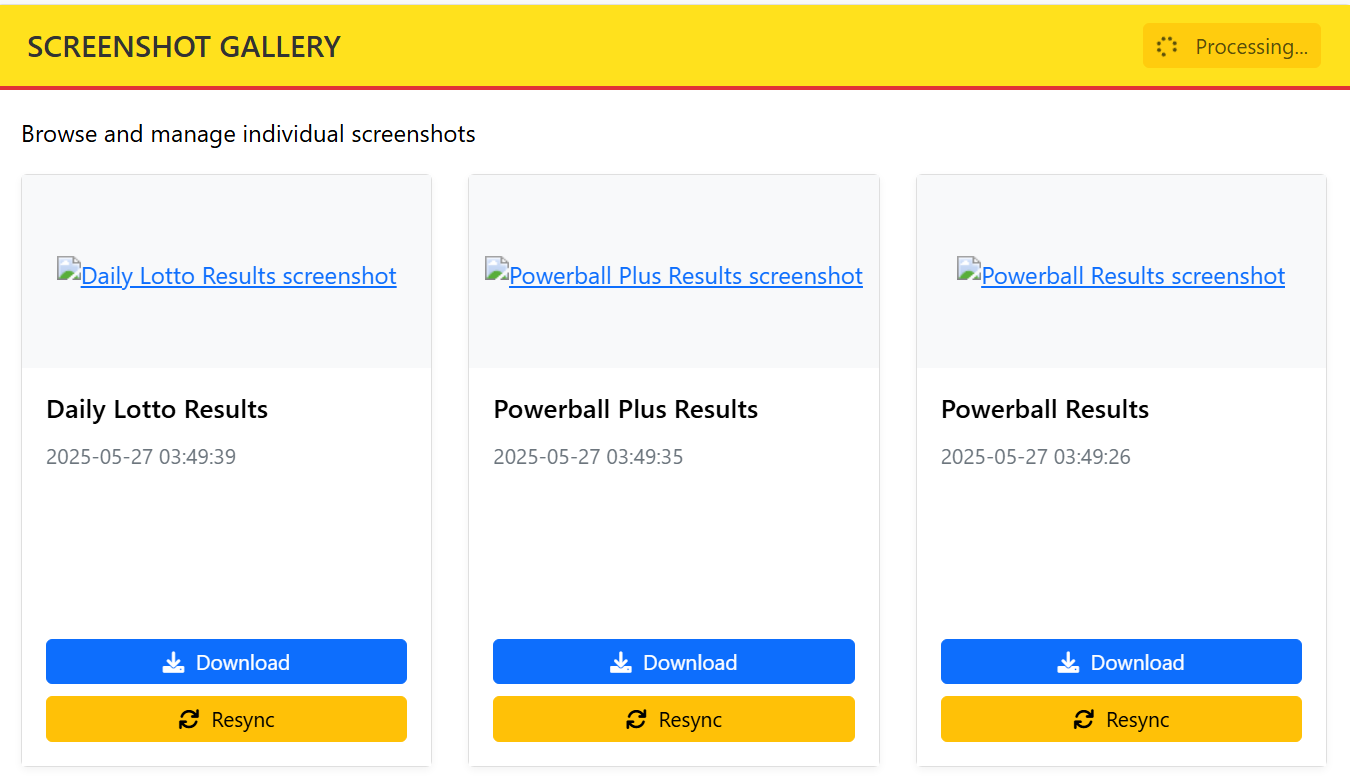 SCREENSHOT GALLERY
Processing...
Browse and manage individual screenshots
Daily Lotto Results screenshot
Powerball Plus Results screenshot
Powerball Results screenshot
Daily Lotto Results
Powerball Plus Results
Powerball Results
2025-05-27 03:49:39
2025-05-27 03:49:35
2025-05-27 03:49:26
Download
Download
Download
Resync
Resync
Resync